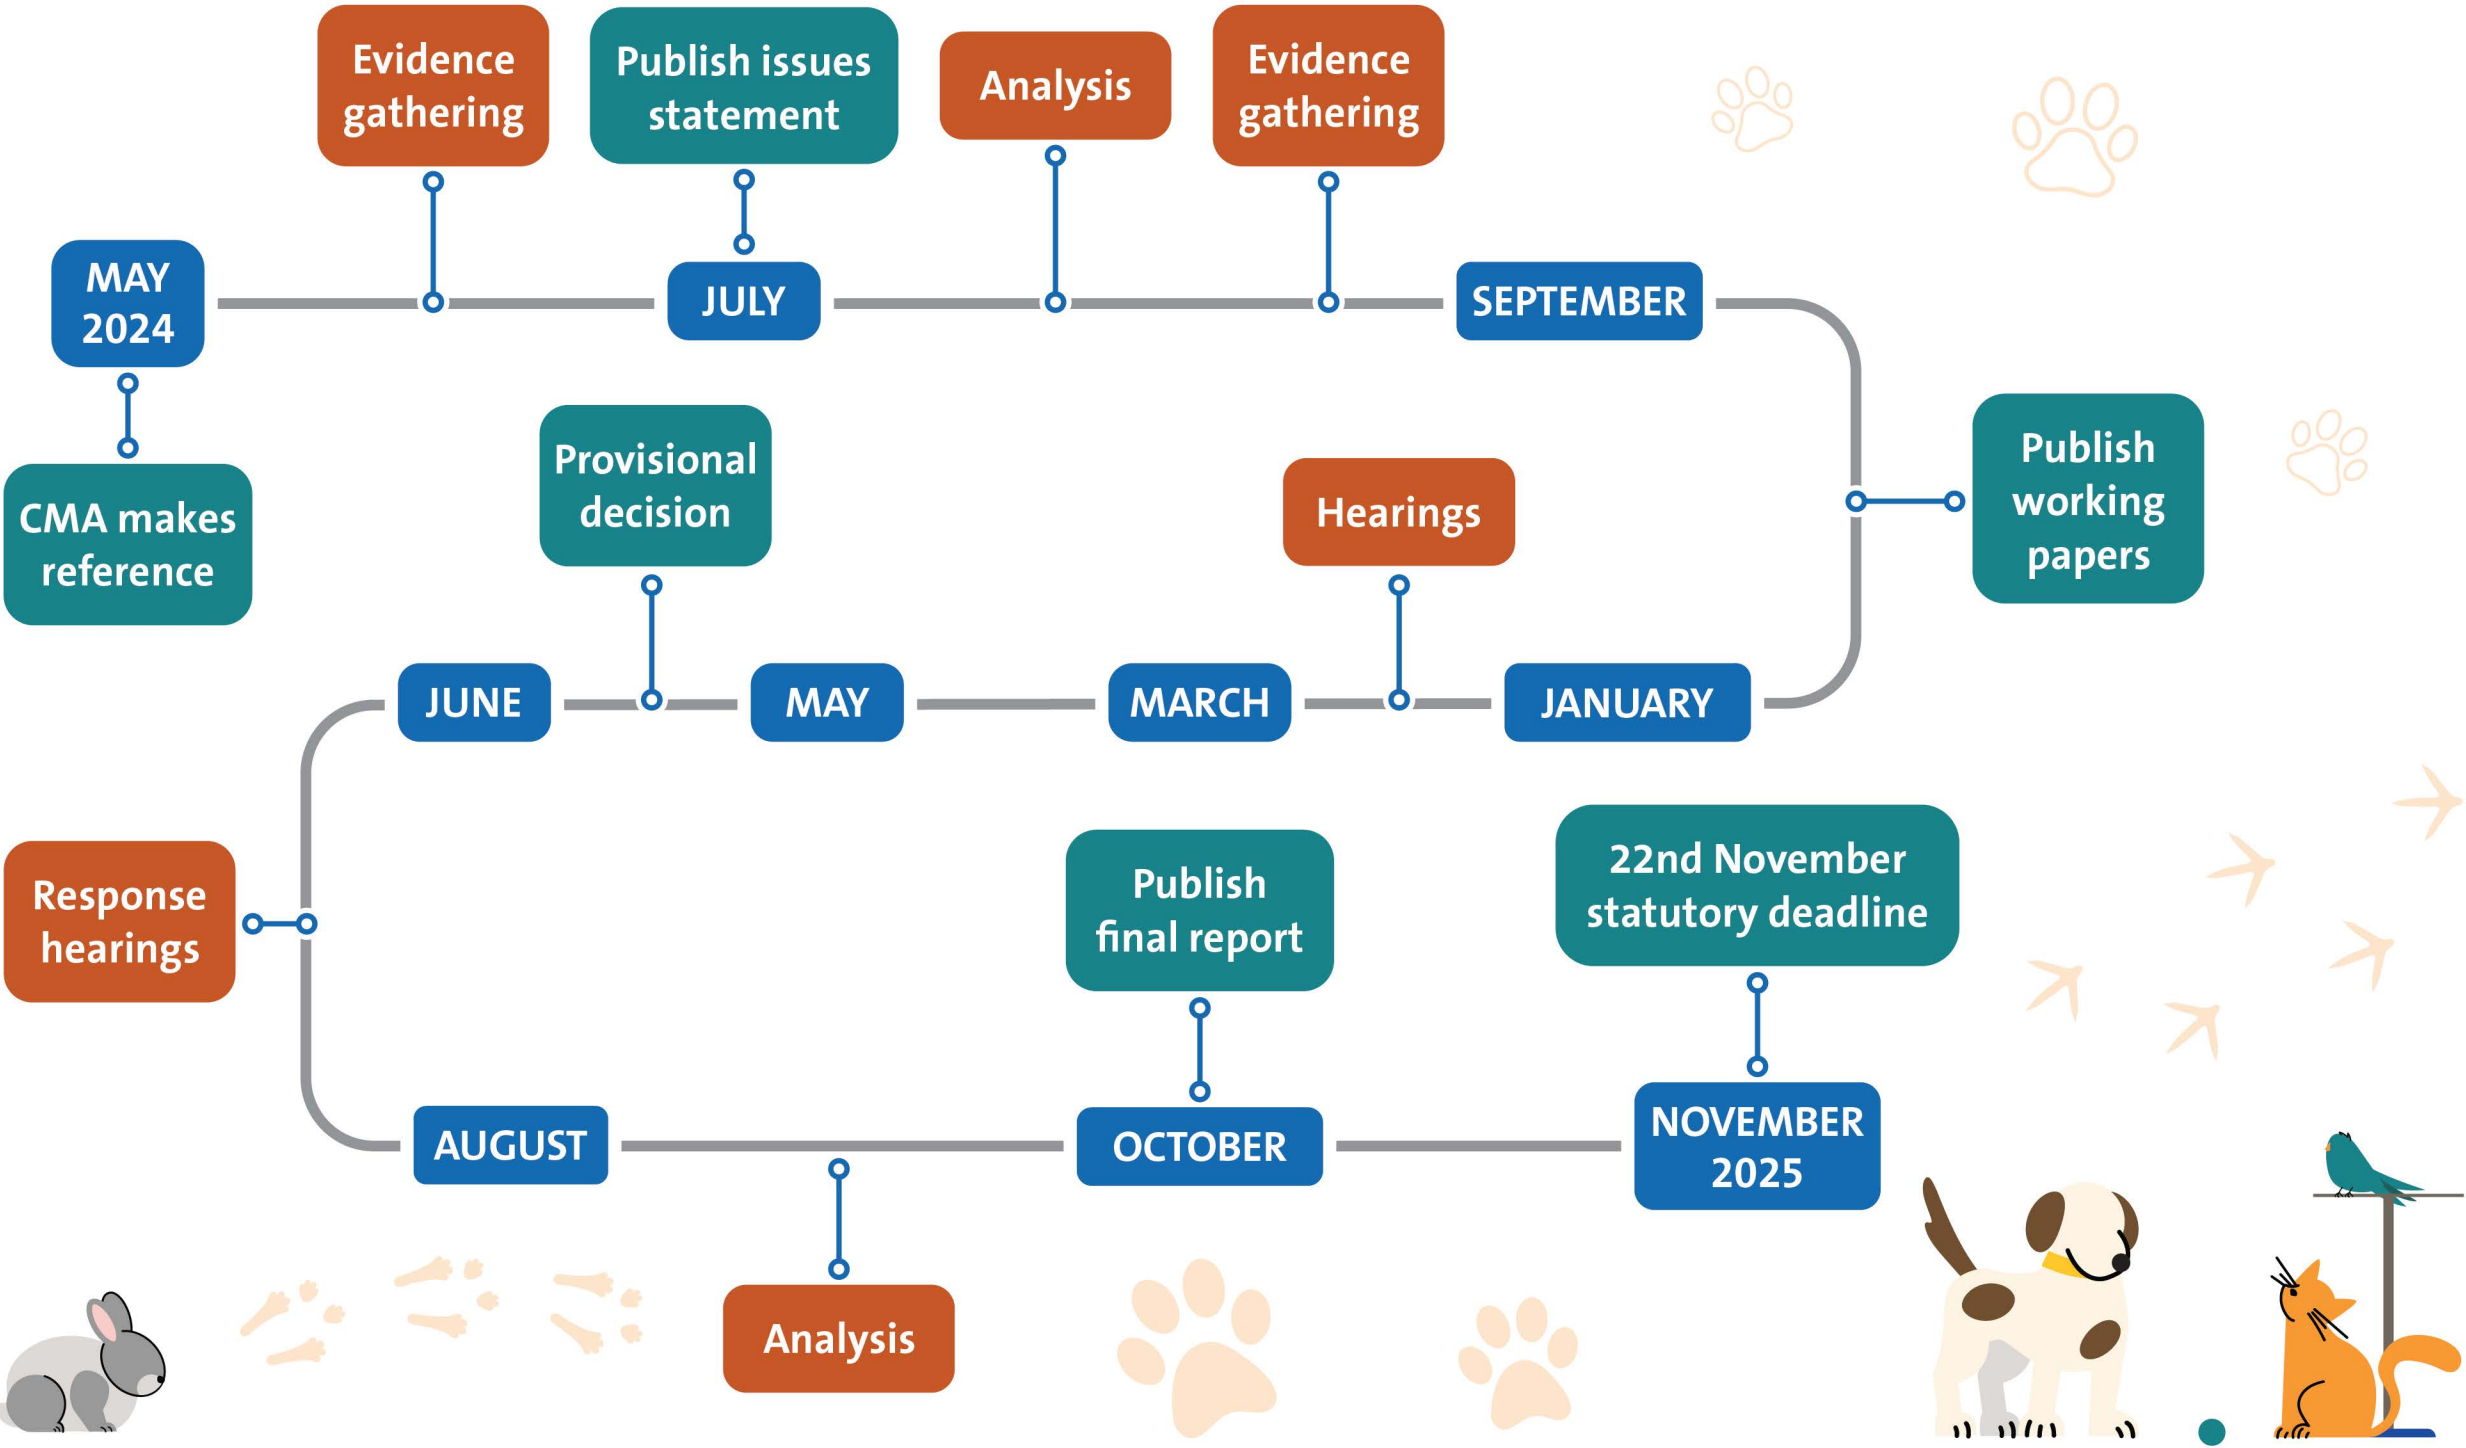 Evidence
gathering
Publish issues
statement
Analysis
Evidence
gathering
MAY
2024
JULY
SEPTEMBER
CMA makes
reference
Provisional
decision
Hearings
Publish
working
papers
JUNE
MAY
MARCH
JANUARY
Response
hearings
Publish
final report
22nd November
statutory deadline
AUGUST
OCTOBER
NOVEMBER
2025
Analysis